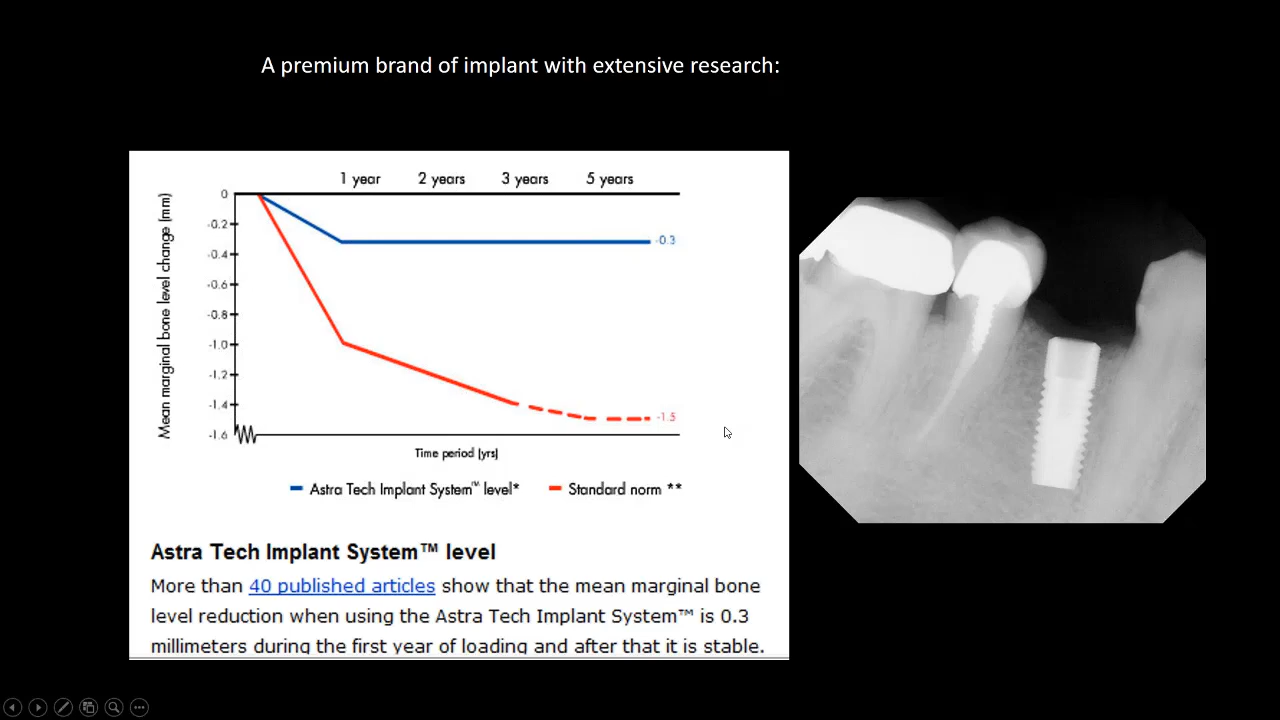 A premium brand of implant with extensive research:
1 year 2 years 3 years 5 years
Mean marginal bone level change (mm)
0
-0.2
-0.4
-0.6
-0.8
-1.0
-1.2
-1.4
-1.6
-0.3
-1.5
Time period (yrs)
Astra Tech Implant System™ level* Standard norm **
Astra Tech Implant System™ level
More than 40 published articles show that the mean marginal bone
level reduction when using the Astra Tech Implant System™ is 0.3
millimeters during the first year of loading and after that it is stable.